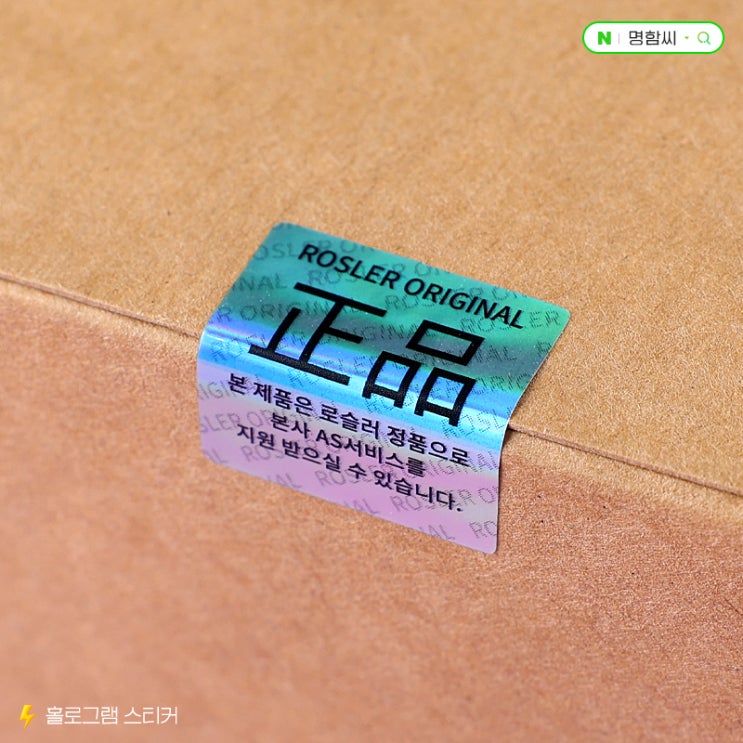 N 명함씨
ROSLER ORIGINAL
正品
본 제품은 로슬러 정품으로
본사 AS서비스를
지원 받으실 수 있습니다.
홀로그램 스티커